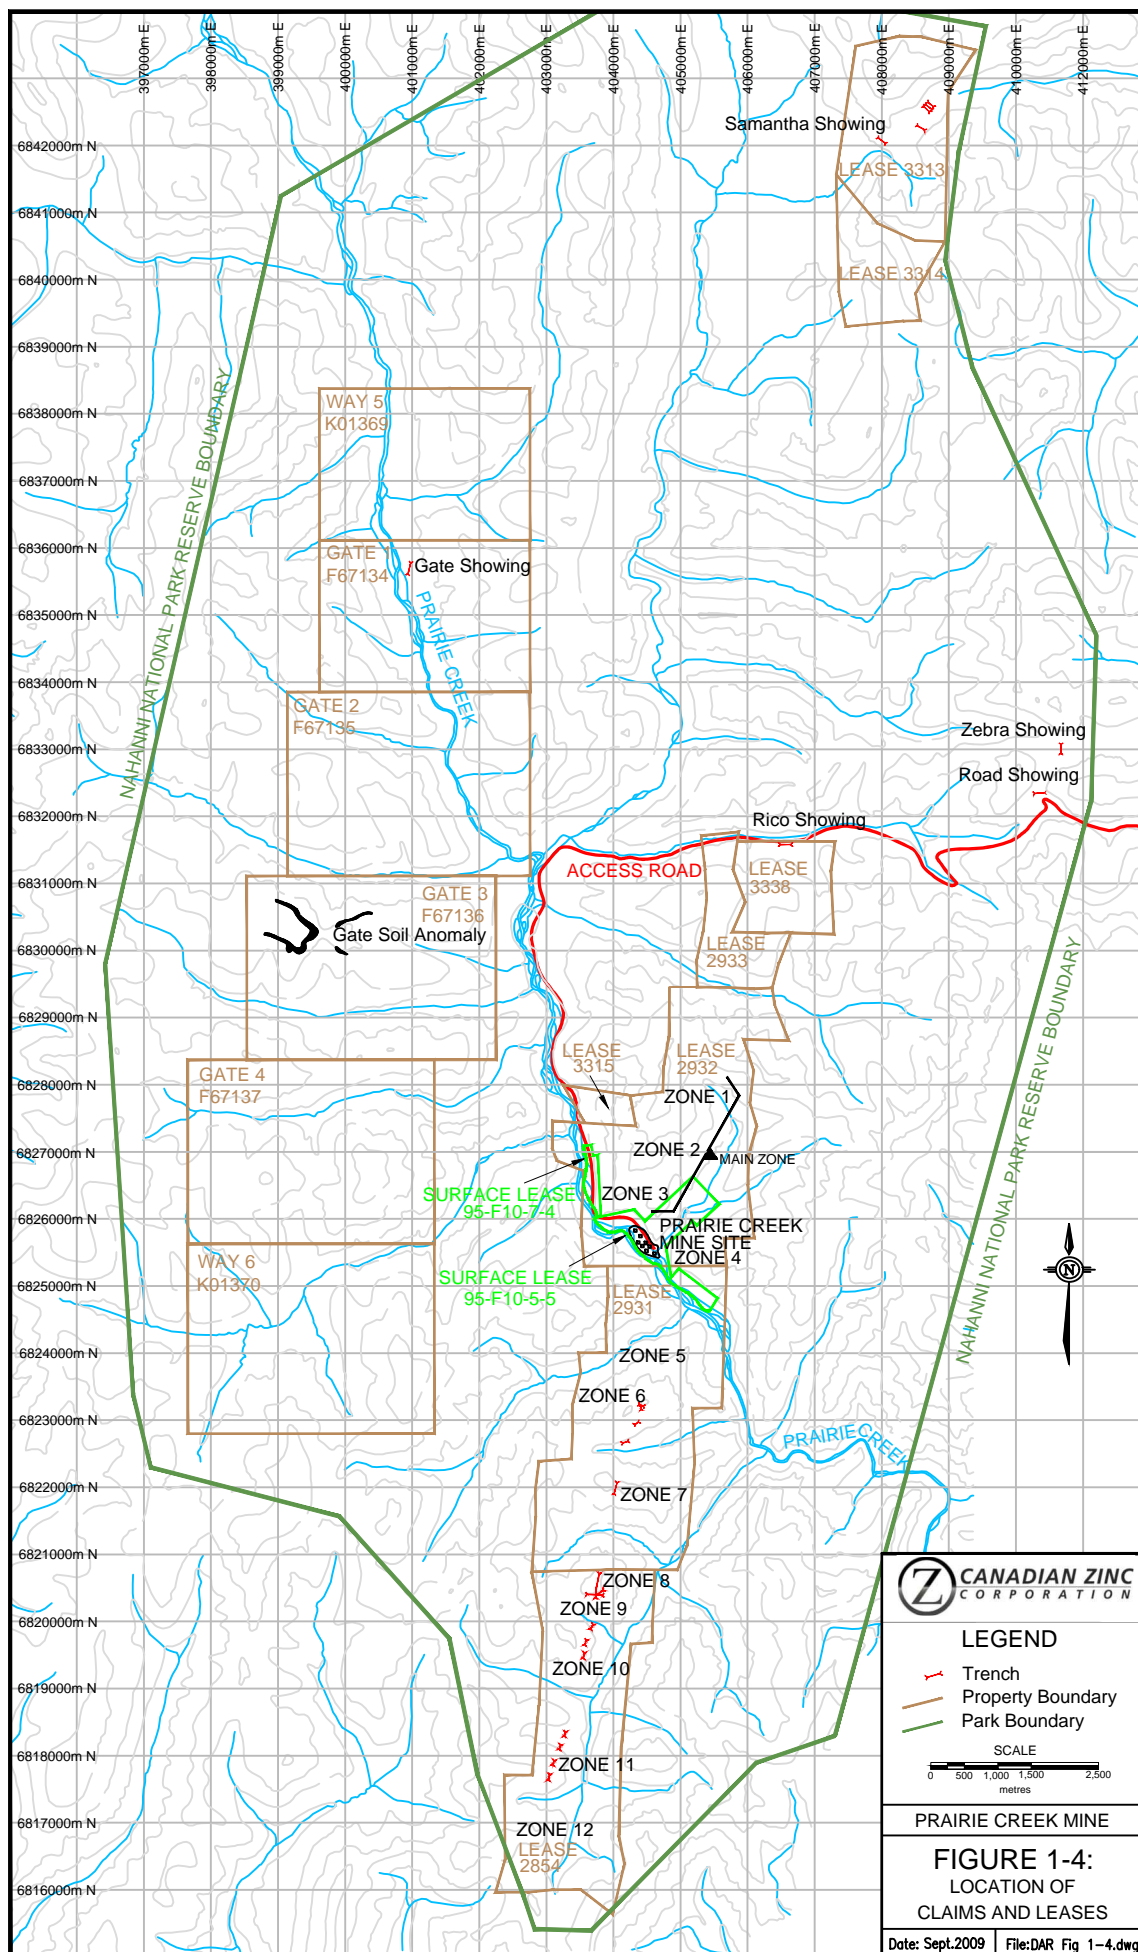 397000m E
398000m E
399000m E
400000m E
401000m E
402000m E
403000m E
404000m E
405000m E
406000m E
407000m E
408000m E
409000m E
410000m E
412000m E
6842000m N
6841000m N
6840000m N
6839000m N
6838000m N
6837000m N
6836000m N
6835000m N
6834000m N
6833000m N
6832000m N
6831000m N
6830000m N
6829000m N
6828000m N
6827000m N
6826000m N
6825000m N
6824000m N
6823000m N
6822000m N
6821000m N
6820000m N
6819000m N
6818000m N
6817000m N
6816000m N
Samantha Showing
LEASE 3313
LEASE 3314
NAHANNI NATIONAL PARK RESERVE BOUNDARY
WAY 5
K01369
GATE 1
F67134
Gate Showing
PRAIRIE CREEK
GATE 2
F67135
Zebra Showing
Road Showing
Rico Showing
ACCESS ROAD
LEASE
3338
GATE 3
F67136
Gate Soil Anomaly
LEASE
2933
NAHANNI NATIONAL PARK RESERVE BOUNDARY
LEASE
3315
LEASE
2932
GATE 4
F67137
ZONE 1
ZONE 2
MAIN ZONE
ZONE 3
SURFACE LEASE
95-F10-7-4
PRAIRIE CREEK
MINE SITE
ZONE 4
WAY 6
K01370
SURFACE LEASE
95-F10-5-5
LEASE
2931
ZONE 5
ZONE 6
PRAIRIE CREEK
ZONE 7
ZONE 8
ZONE 9
ZONE 10
ZONE 11
ZONE 12
LEASE
2854
N
Z CANADIAN ZINC
CORPORATION
LEGEND
Trench
Property Boundary
Park Boundary
SCALE
0 500 1,000 1,500 2,500
metres
PRAIRIE CREEK MINE
FIGURE 1-4:
LOCATION OF
CLAIMS AND LEASES
Date: Sept.2009 File:DAR Fig 1-4.dwg